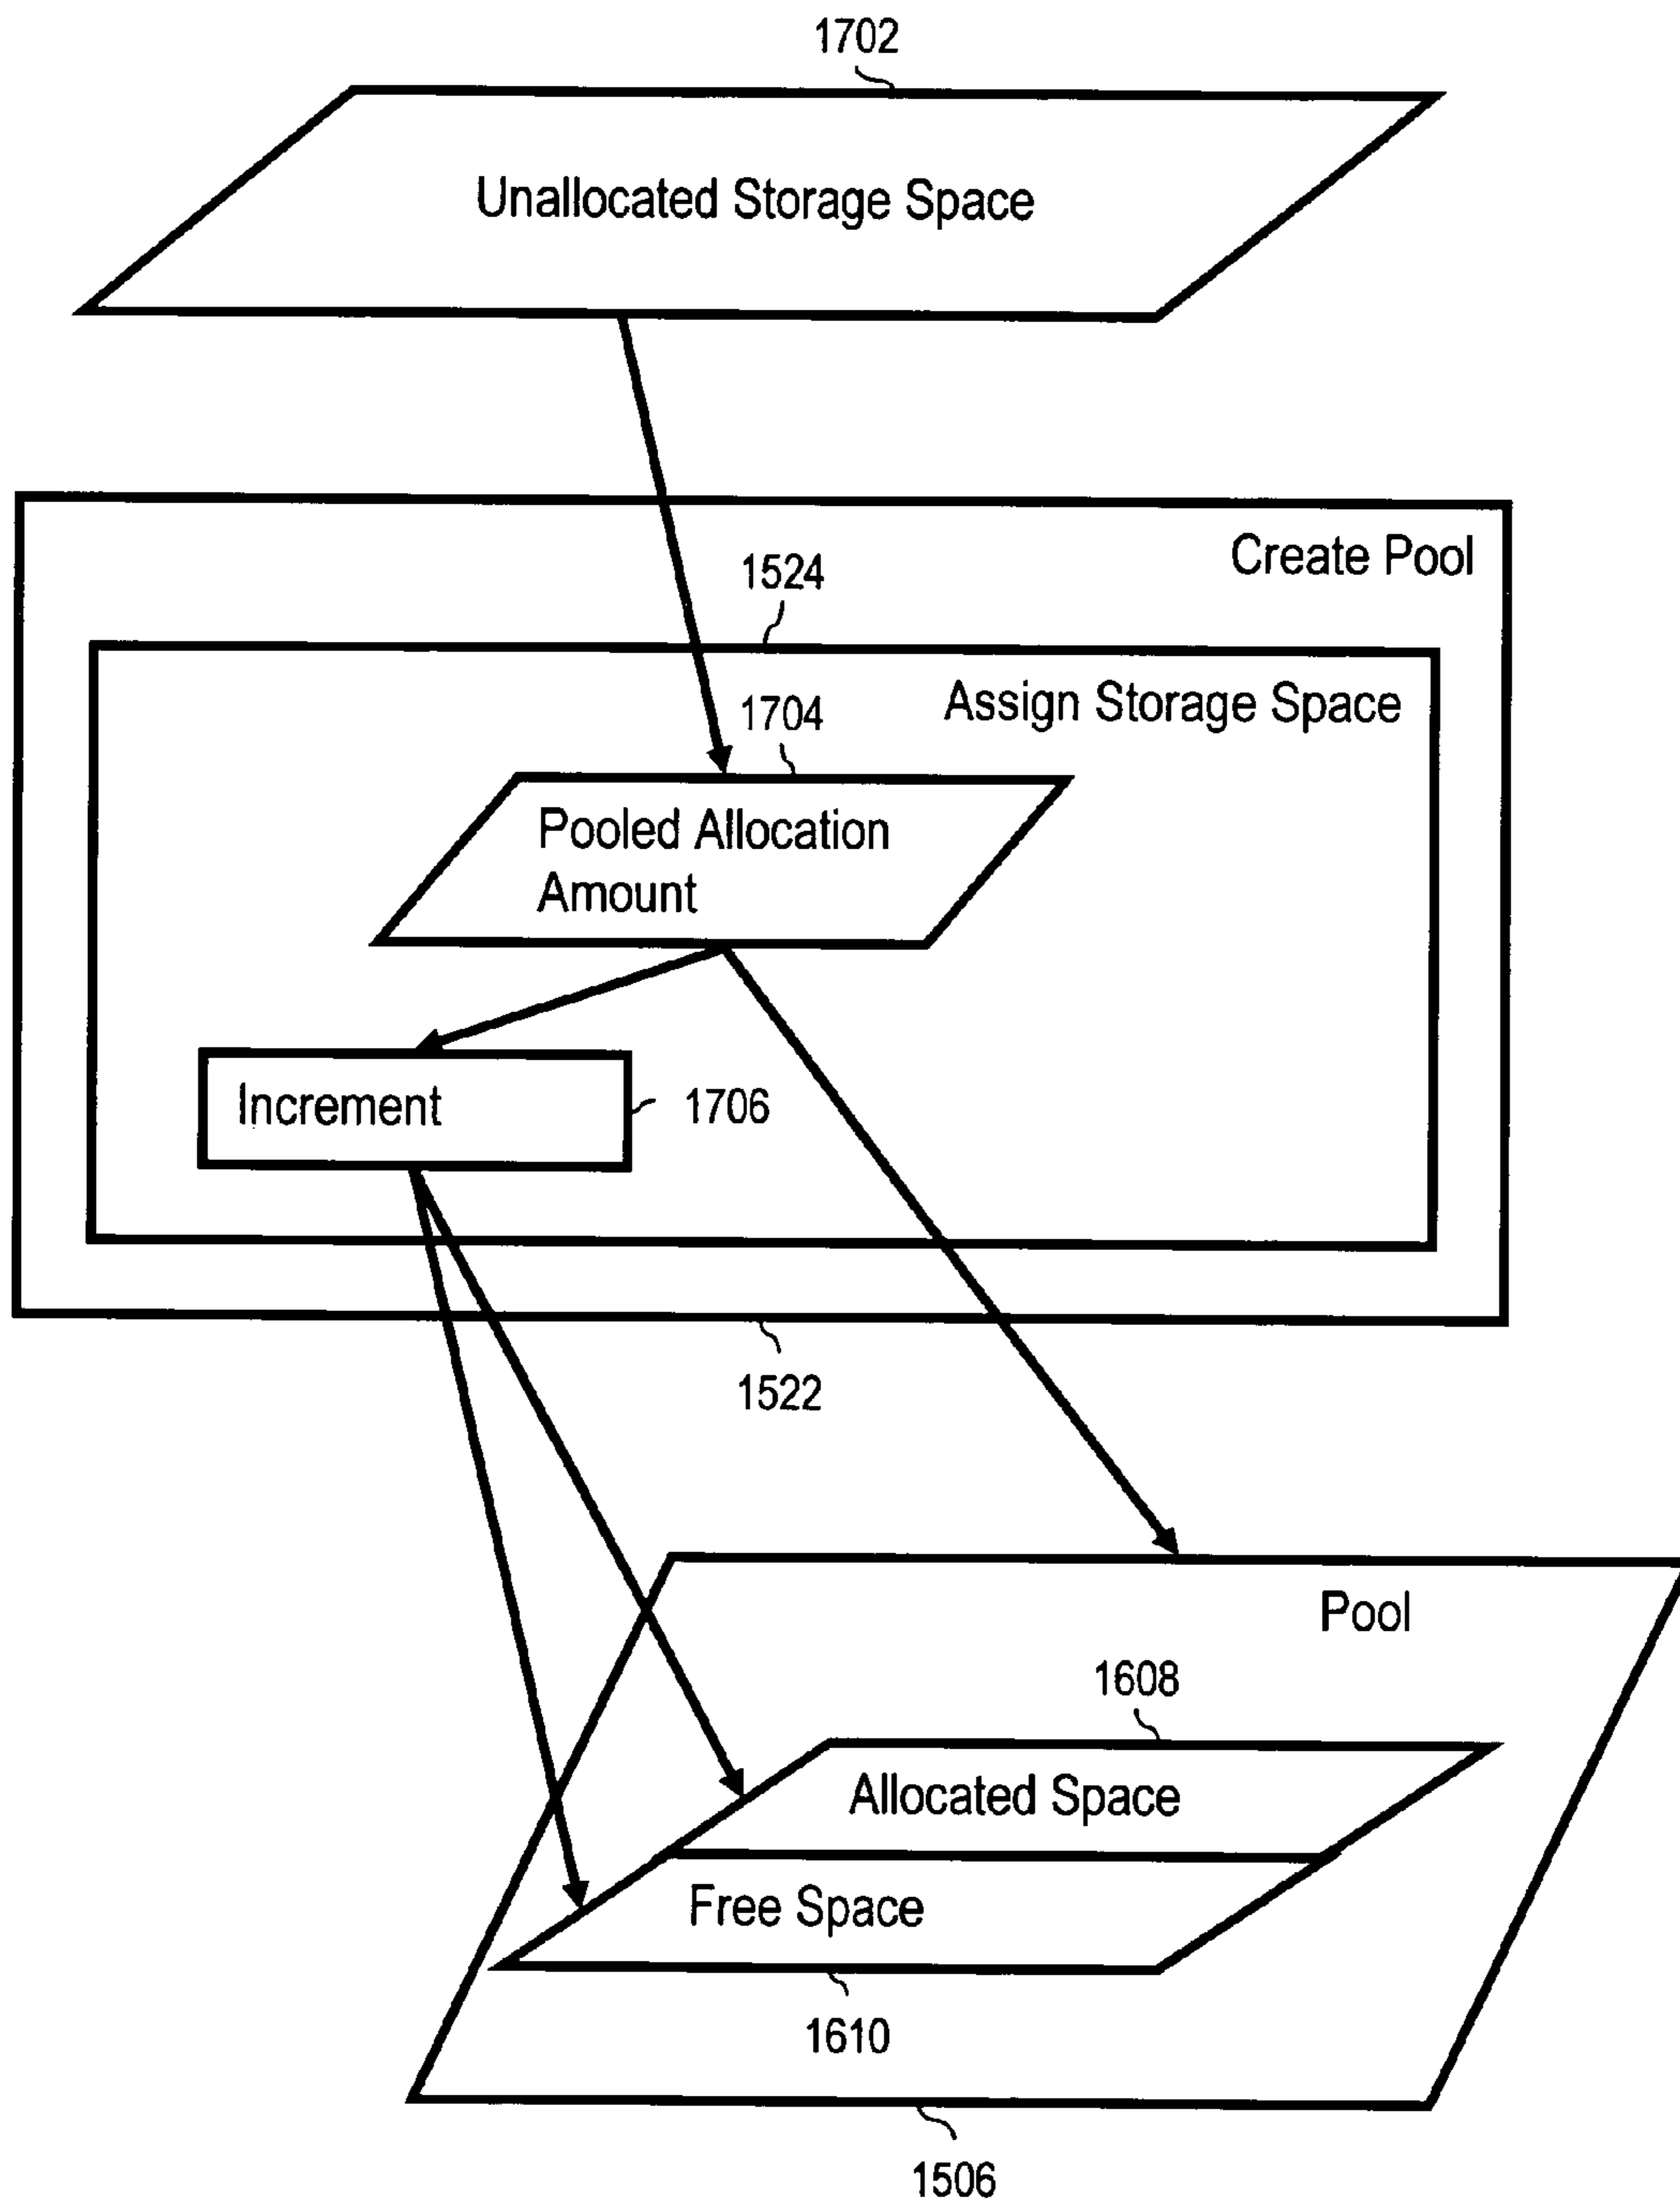 1702
Unallocated Storage Space
Create Pool
1524
Assign Storage Space
1704
Pooled Allocation
Amount
Increment
1706
1522
Pool
1608
Allocated Space
Free Space
1610
1506